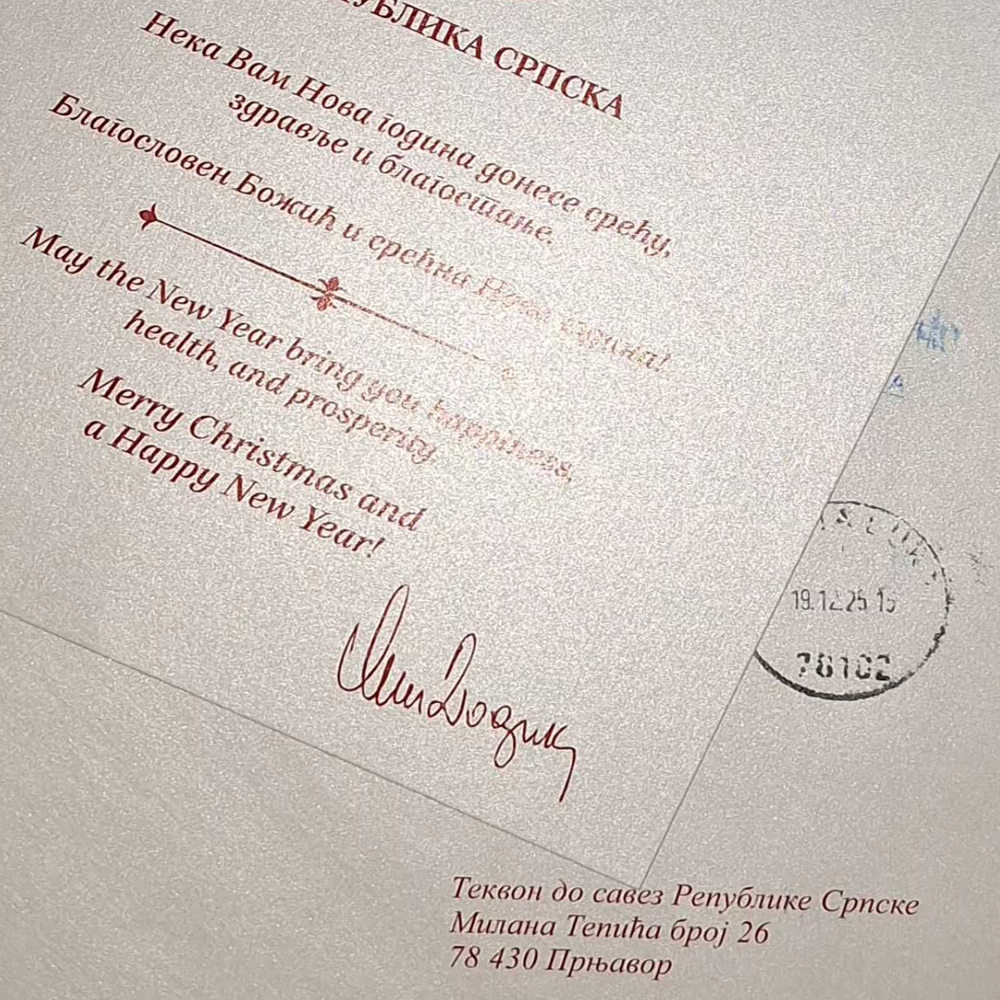 РЕПУБЛИКА СРПСКА
Нека Вам Нова година донесе срећу,
здравље и благостање.
Благословен Божић и срећна Нова година!
May the New Year bring you happiness,
health, and prosperity
Merry Christmas and
a Happy New Year!
19.12.25 15
78102
Теквон до савез Републике Српске
Милана Тепића број 26
78 430 Прњавор